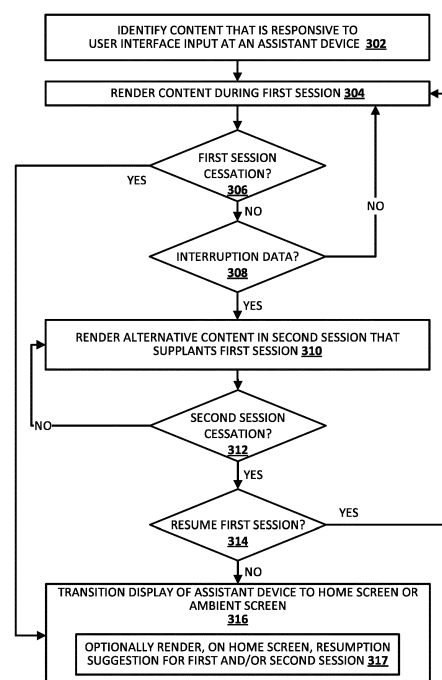 IDENTIFY CONTENT THAT IS RESPONSIVE TO
USER INTERFACE INPUT AT AN ASSISTANT DEVICE 302
RENDER CONTENT DURING FIRST SESSION 304
FIRST SESSION
CESSATION?
306
YES
NO
NO
INTERRUPTION DATA?
308
YES
RENDER ALTERNATIVE CONTENT IN SECOND SESSION THAT
SUPPLANTS FIRST SESSION 310
SECOND SESSION
CESSATION?
312
NO
YES
RESUME FIRST SESSION?
314
YES
NO
TRANSITION DISPLAY OF ASSISTANT DEVICE TO HOME SCREEN OR
AMBIENT SCREEN
316
OPTIONALLY RENDER, ON HOME SCREEN, RESUMPTION
SUGGESTION FOR FIRST AND/OR SECOND SESSION 317